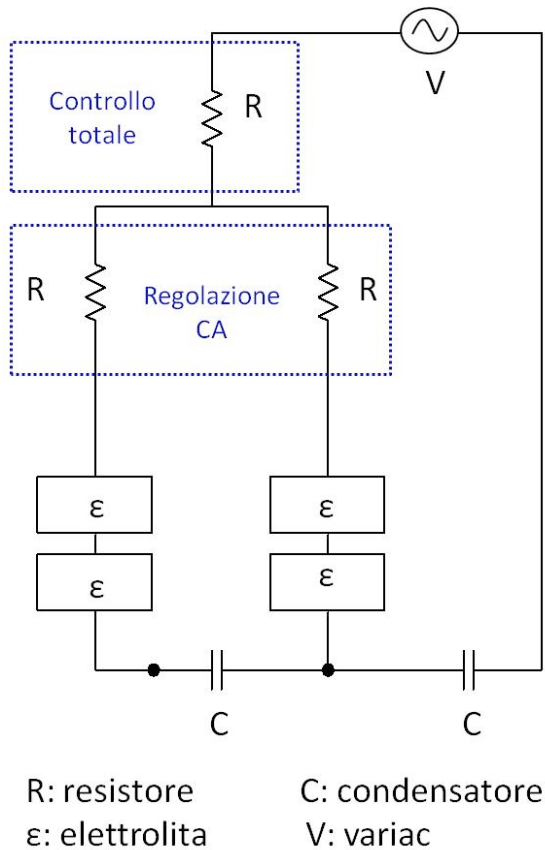 V
Controllo
totale
R
R
Regolazione
CA
R
ε
ε
ε
ε
C
C
R: resistore
C: condensatore
ε: elettrolita
V: variac